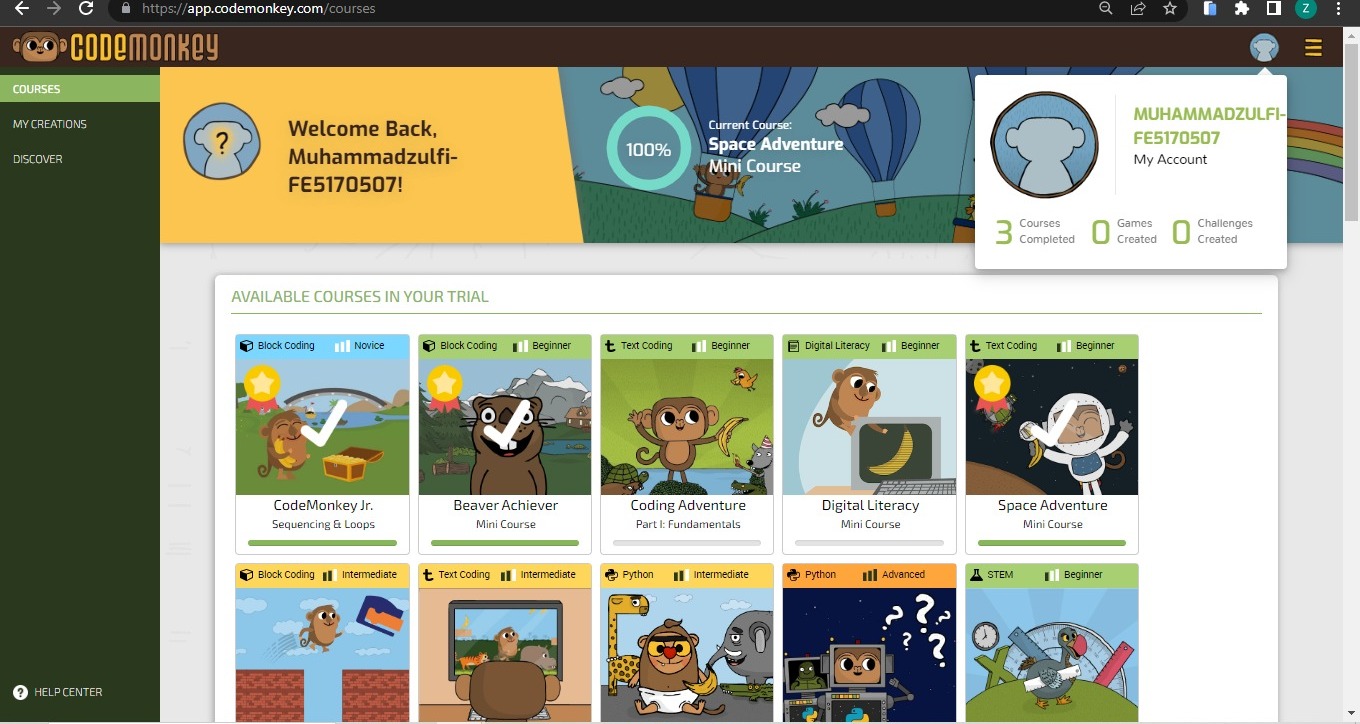 https://app.codemonkey.com/courses
Z
CODEMONKEY
COURSES
MY CREATIONS
DISCOVER
? HELP CENTER
?
Welcome Back,
Muhammadzulfi-
FE5170507!
100%
Current Course:
Space Adventure
Mini Course
MUHAMMADZULFI-
FE5170507
My Account
3 Courses Completed
0 Games Created
0 Challenges Created
AVAILABLE COURSES IN YOUR TRIAL
Block Coding Novice
CodeMonkey Jr.
Sequencing & Loops
Block Coding Beginner
Beaver Achiever
Mini Course
t Text Coding Beginner
Coding Adventure
Part I: Fundamentals
Digital Literacy Beginner
Digital Literacy
Mini Course
t Text Coding Beginner
Space Adventure
Mini Course
Block Coding Intermediate
t Text Coding Intermediate
Python Intermediate
Python Advanced
? ? ? ?
STEM Beginner